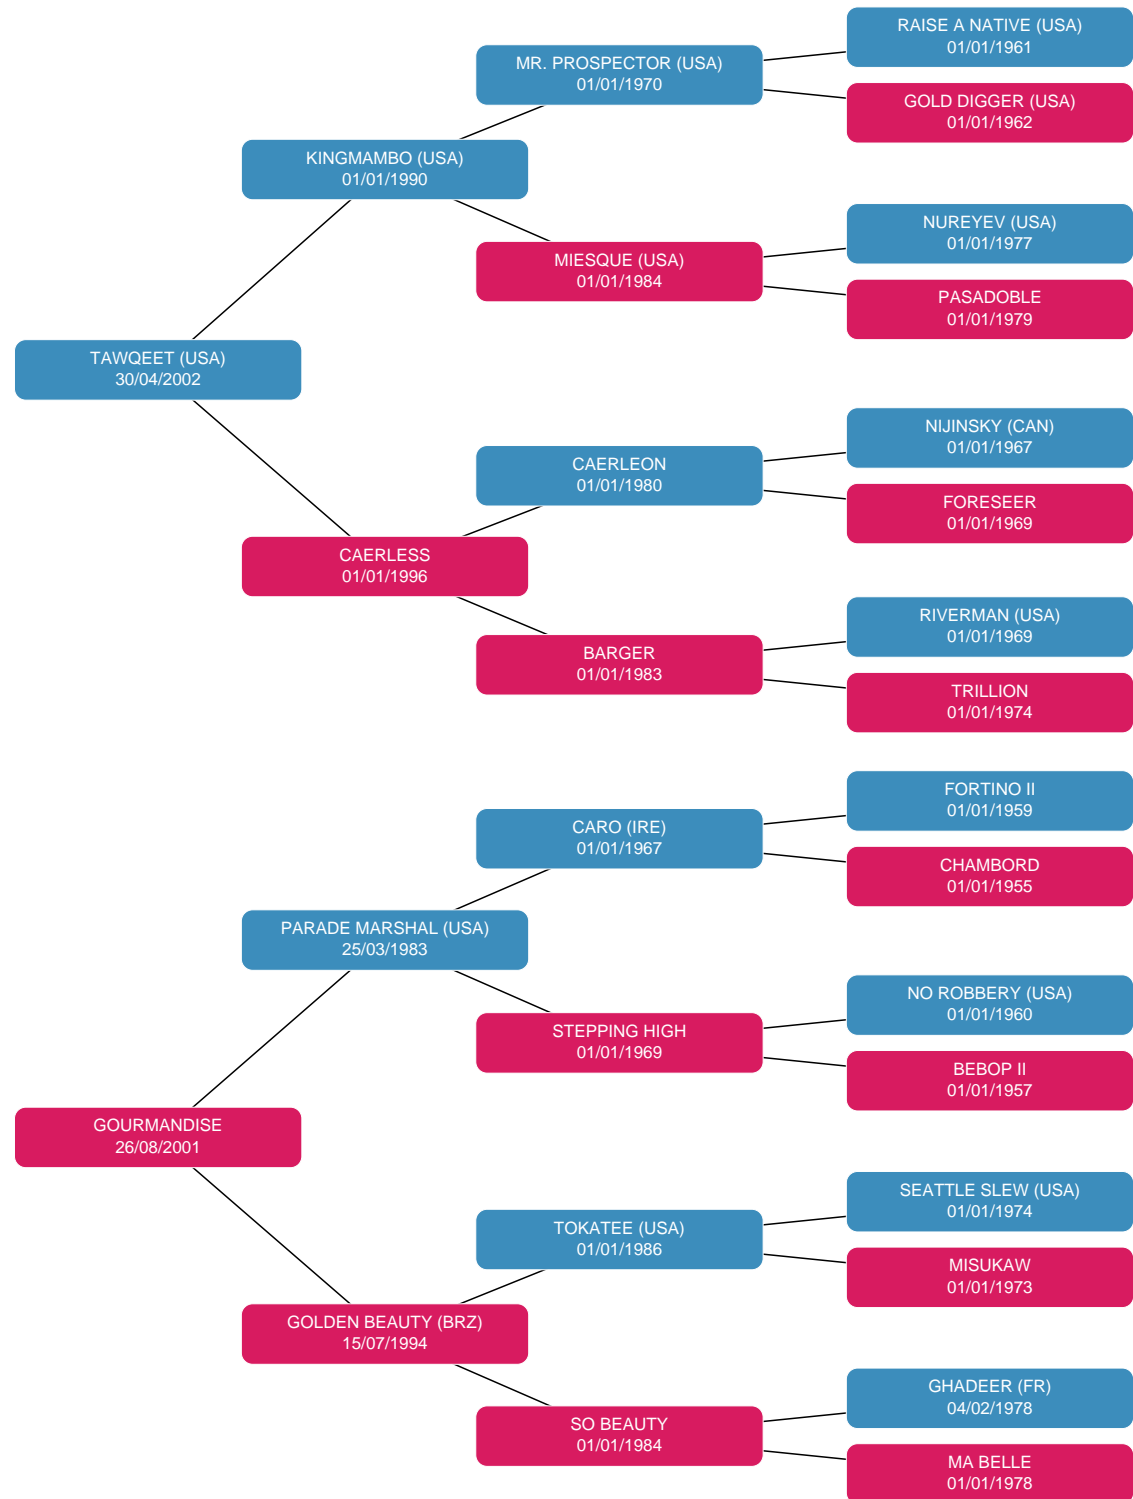 RAISE A NATIVE (USA)
01/01/1961
MR. PROSPECTOR (USA)
01/01/1970
GOLD DIGGER (USA)
01/01/1962
KINGMAMBO (USA)
01/01/1990
NUREYEV (USA)
01/01/1977
MIESQUE (USA)
01/01/1984
PASADOBLE
01/01/1979
TAWQEET (USA)
30/04/2002
NIJINSKY (CAN)
01/01/1967
CAERLEON
01/01/1980
FORESEER
01/01/1969
CAERLESS
01/01/1996
RIVERMAN (USA)
01/01/1969
BARGER
01/01/1983
TRILLION
01/01/1974
FORTINO II
01/01/1959
CARO (IRE)
01/01/1967
CHAMBORD
01/01/1955
PARADE MARSHAL (USA)
25/03/1983
NO ROBBERY (USA)
01/01/1960
STEPPING HIGH
01/01/1969
BEBOP II
01/01/1957
GOURMANDISE
26/08/2001
SEATTLE SLEW (USA)
01/01/1974
TOKATEE (USA)
01/01/1986
MISUKAW
01/01/1973
GOLDEN BEAUTY (BRZ)
15/07/1994
GHADEER (FR)
04/02/1978
SO BEAUTY
01/01/1984
MA BELLE
01/01/1978